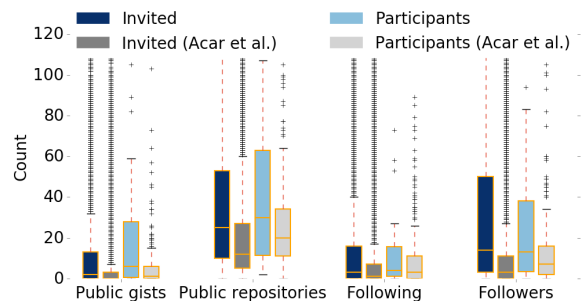 Invited
Participants
Invited (Acar et al.)
Participants (Acar et al.)
120
100
80
60
40
20
0
Count
Public gists
Public repositories
Following
Followers